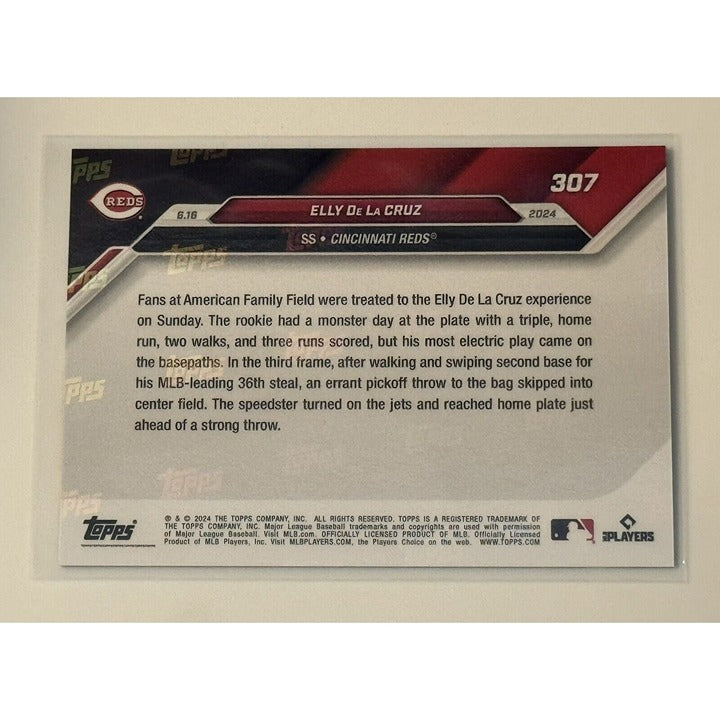 TOPPS
TOPPS
REDS
307
6.16
ELLY DE LA CRUZ
2024
SS • CINCINNATI REDS®
TOPPS
Fans at American Family Field were treated to the Elly De La Cruz experience
on Sunday. The rookie had a monster day at the plate with a triple, home
run, two walks, and three runs scored, but his most electric play came on
the basepaths. In the third frame, after walking and swiping second base for
his MLB-leading 36th steal, an errant pickoff throw to the bag skipped into
center field. The speedster turned on the jets and reached home plate just
ahead of a strong throw.
TOPPS
TOPPS
TOPPS
TOPPS
® & © 2024 THE TOPPS COMPANY, INC. ALL RIGHTS RESERVED. TOPPS IS A REGISTERED TRADEMARK OF
THE TOPPS COMPANY, INC. Major League Baseball trademarks and copyrights are used with permission
of Major League Baseball. Visit MLB.com. OFFICIALLY LICENSED PRODUCT OF MLB. Officially Licensed
Product of MLB Players, Inc. Visit MLBPLAYERS.com, the Players Choice on the web. WWW.TOPPS.COM
MLB PLAYERS